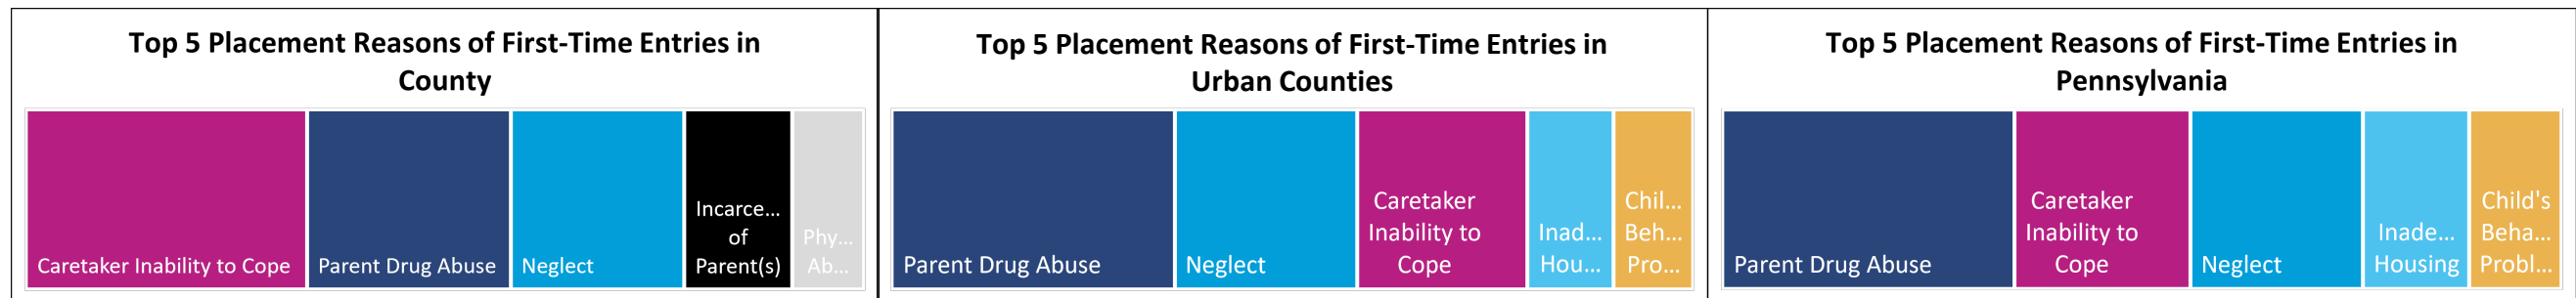 Top 5 Placement Reasons of First-Time Entries in
County
Caretaker Inability to Cope
Parent Drug Abuse
Neglect
Incarce...
of
Parent(s)
Phy...
Ab...
Top 5 Placement Reasons of First-Time Entries in
Urban Counties
Parent Drug Abuse
Neglect
Caretaker
Inability to
Cope
Inad...
Hou...
Chil...
Beh...
Pro...
Top 5 Placement Reasons of First-Time Entries in
Pennsylvania
Parent Drug Abuse
Caretaker
Inability to
Cope
Neglect
Inade...
Housing
Child's
Beha...
Probl...